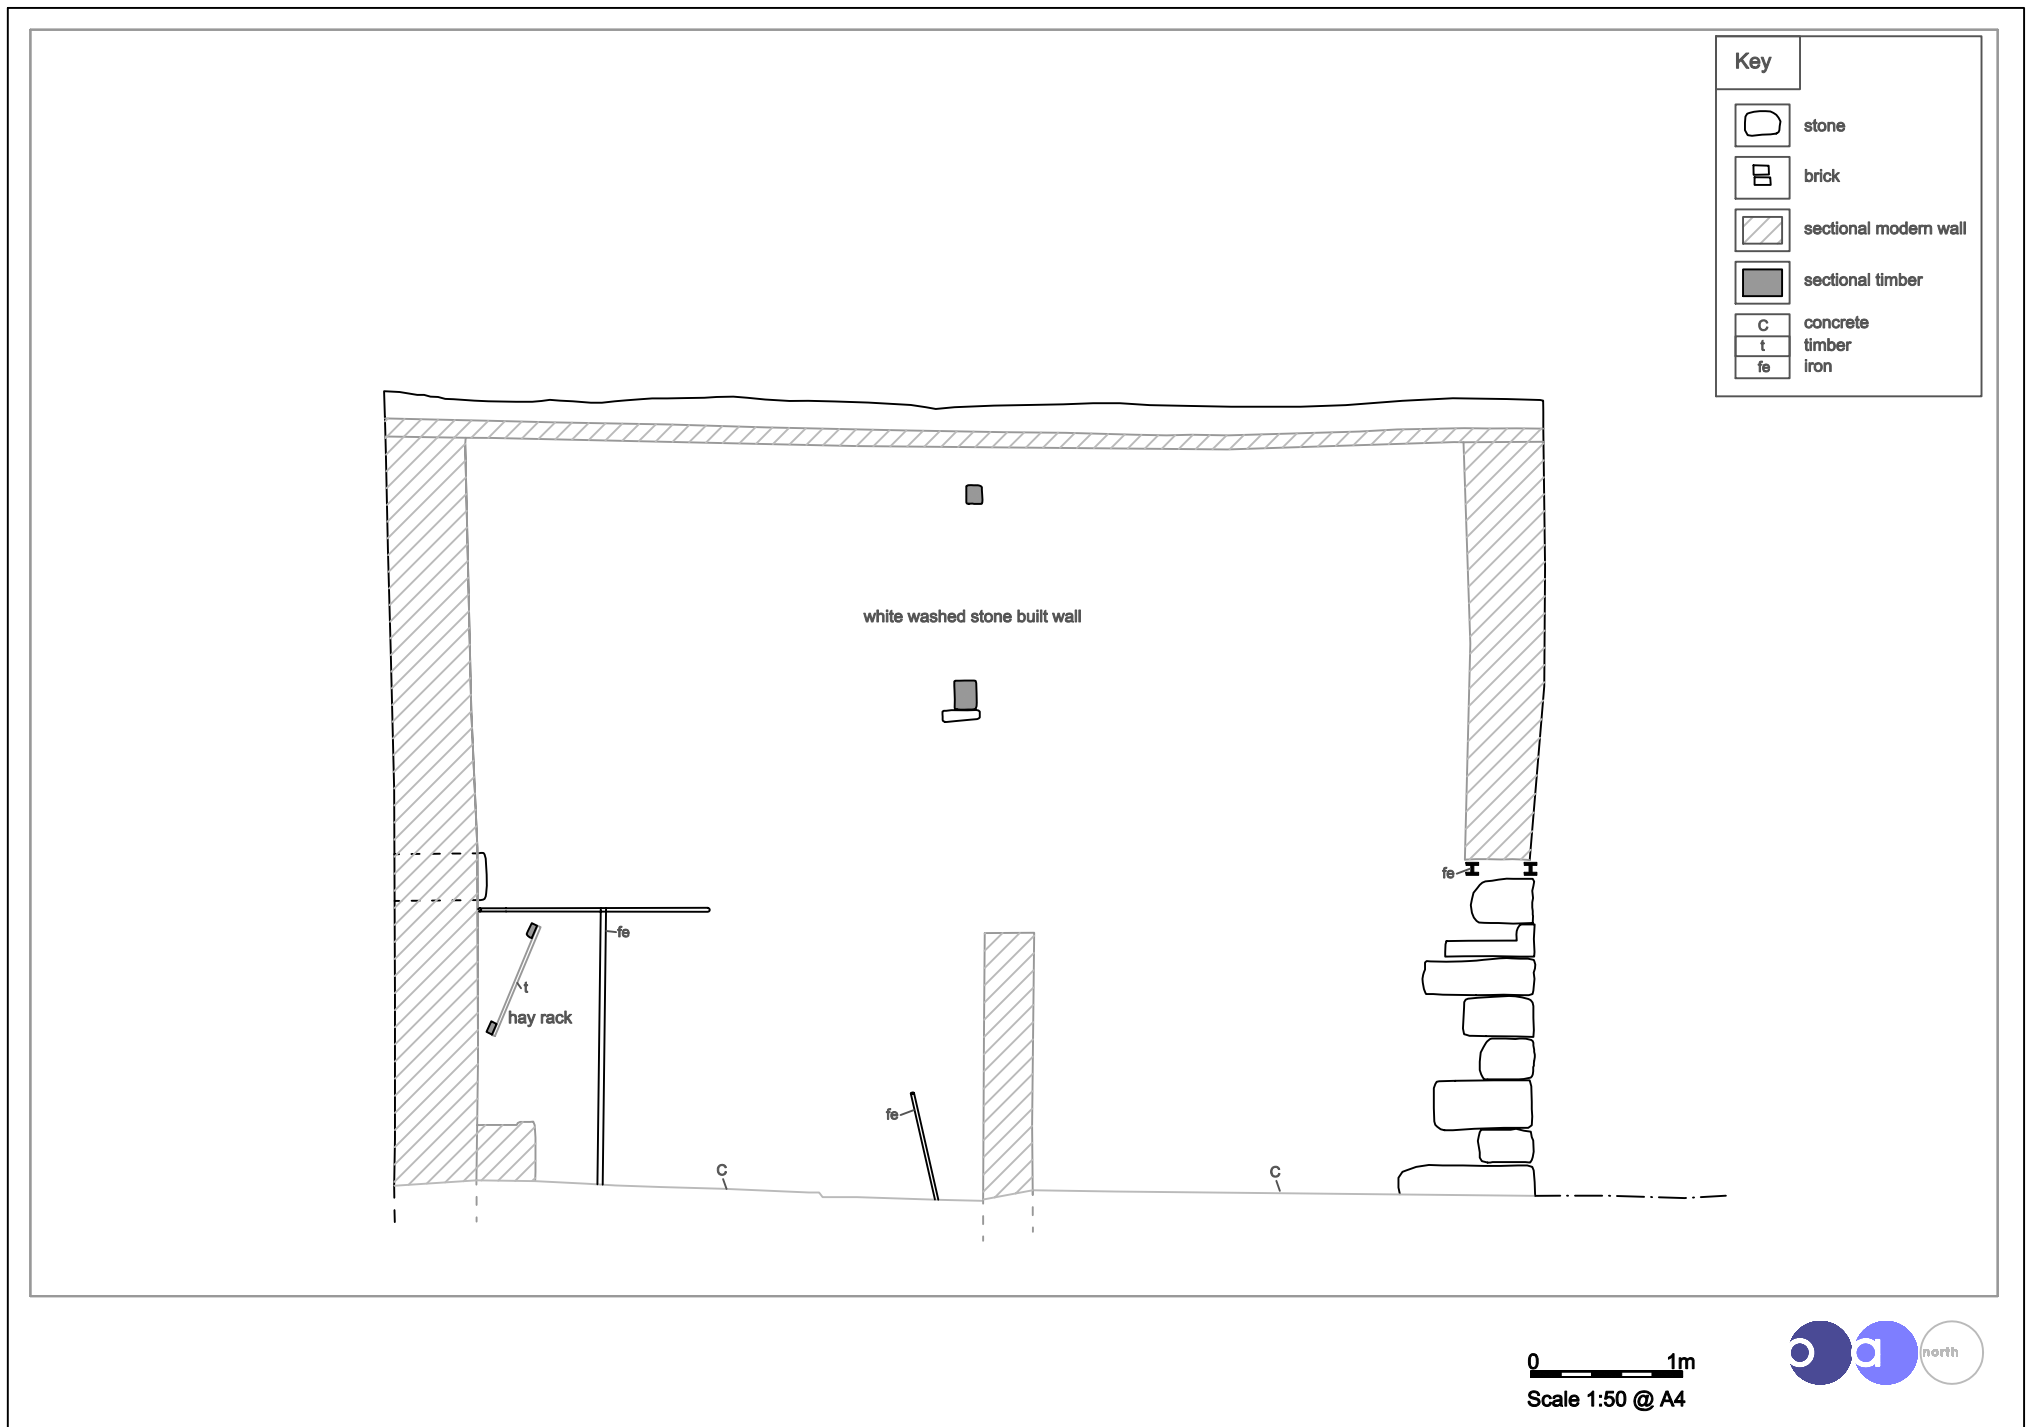 Key
stone
brick
sectional modern wall
sectional timber
C concrete
t timber
fe iron
white washed stone built wall
fe
fe
t
hay rack
fe
C
C
0 1m
Scale 1:50 @ A4
oa north